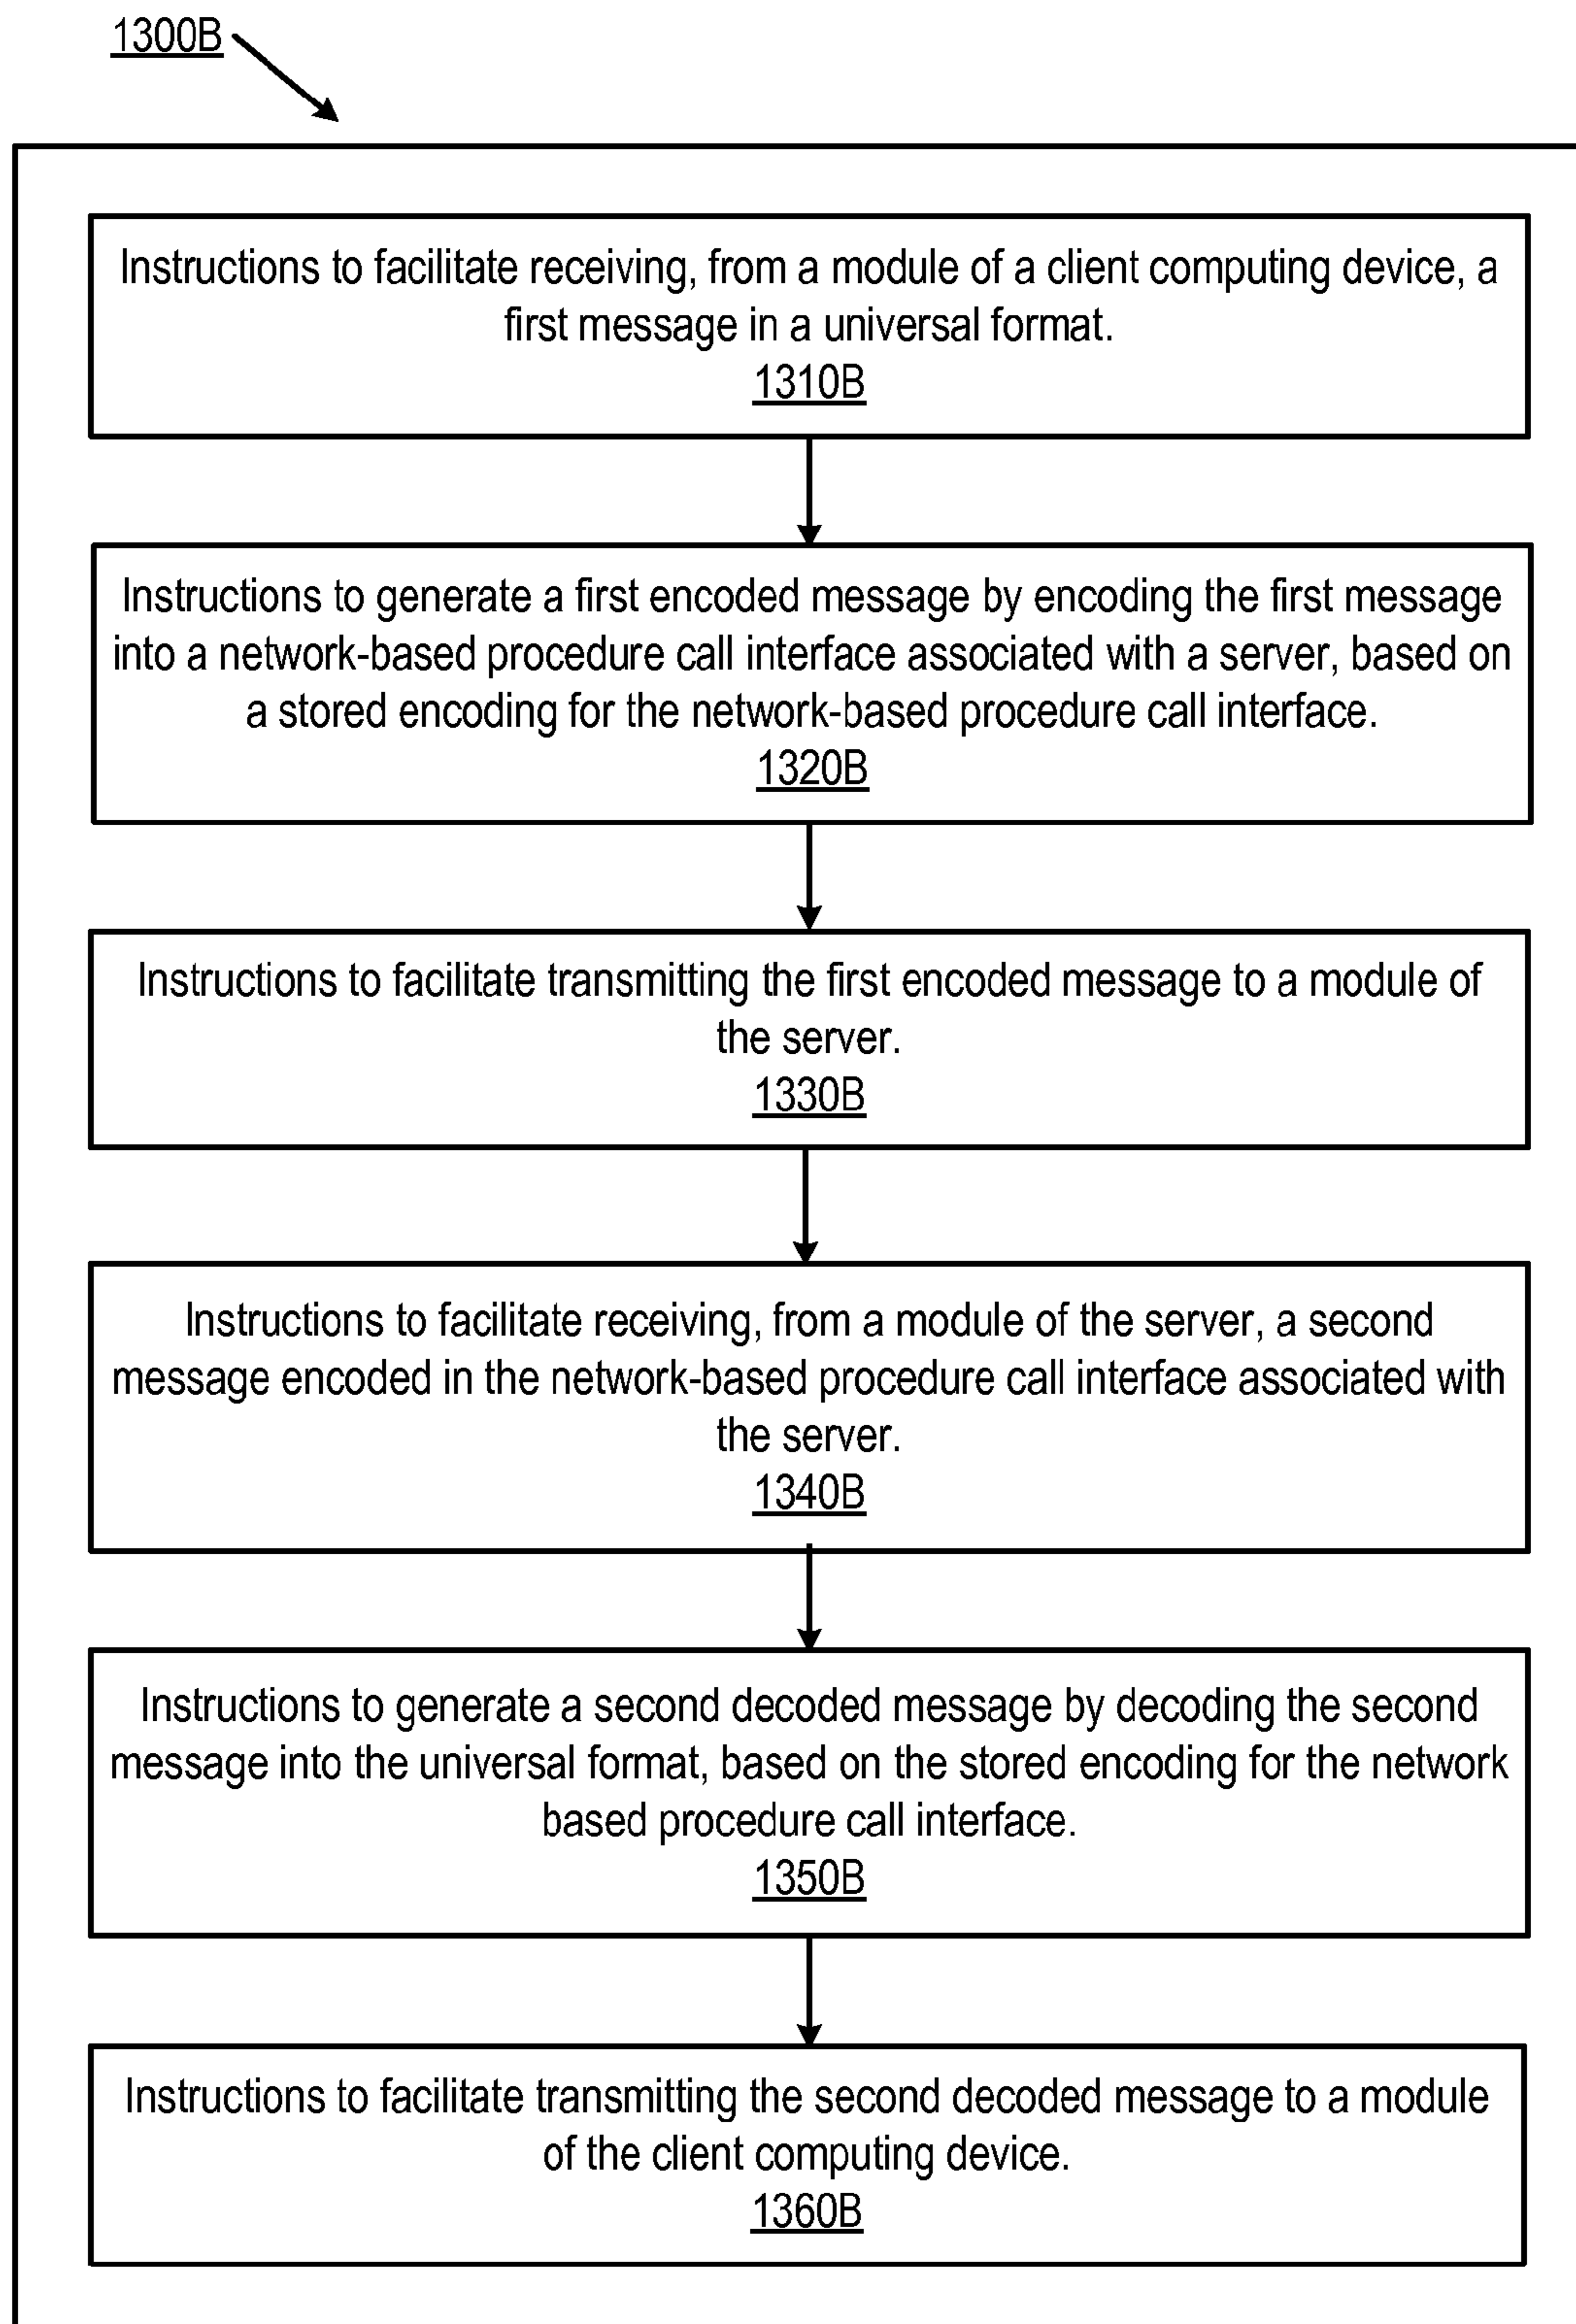 1300B
Instructions to facilitate receiving, from a module of a client computing device, a
first message in a universal format.
1310B
Instructions to generate a first encoded message by encoding the first message
into a network-based procedure call interface associated with a server, based on
a stored encoding for the network-based procedure call interface.
1320B
Instructions to facilitate transmitting the first encoded message to a module of
the server.
1330B
Instructions to facilitate receiving, from a module of the server, a second
message encoded in the network-based procedure call interface associated with
the server.
1340B
Instructions to generate a second decoded message by decoding the second
message into the universal format, based on the stored encoding for the network
based procedure call interface.
1350B
Instructions to facilitate transmitting the second decoded message to a module
of the client computing device.
1360B